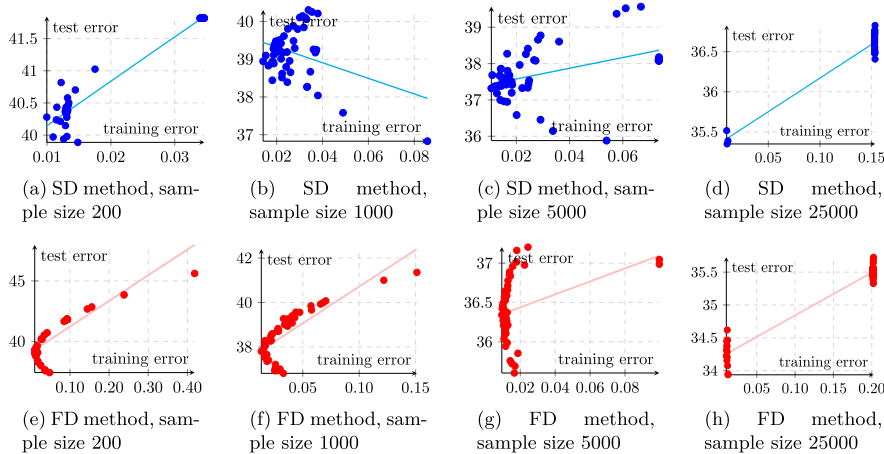 test error
41.5
41
40.5
40
training error
0.01
0.02
0.03
(a) SD method, sam-
ple size 200
40
test error
39
38
37
training error
0.02
0.04
0.06
0.08
(b) SD method,
sample size 1000
39
test error
38
37
36
training error
0.02
0.04
0.06
(c) SD method, sam-
ple size 5000
test error
36.5
36
35.5
training error
0.05
0.10
0.15
(d) SD method,
sample size 25000
test error
45
40
training error
0.10
0.20
0.30
0.40
(e) FD method, sam-
ple size 200
42
test error
40
38
training error
0.05
0.10
0.15
(f) FD method, sam-
ple size 1000
37
test error
36.5
36
training error
0.02
0.04
0.06
0.08
(g) FD method,
sample size 5000
35.5
test error
35
34.5
34
training error
0.05
0.10
0.15
0.20
(h) FD method,
sample size 25000